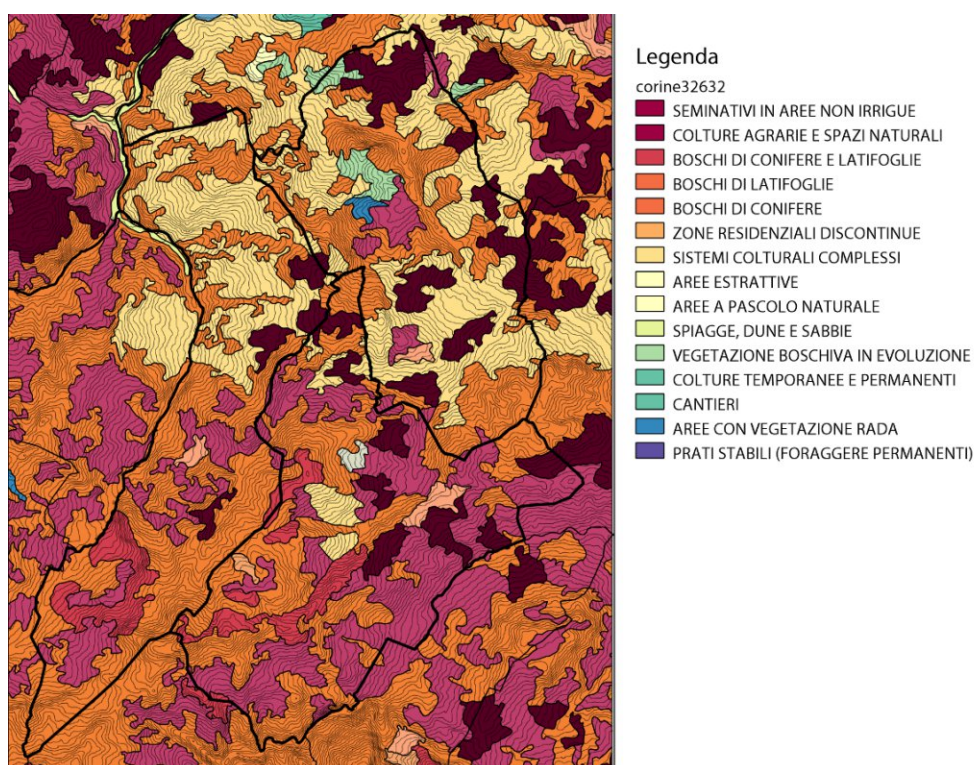 Legenda
corine32632
SEMINATIVI IN AREE NON IRRIGUE
COLTURE AGRARIE E SPAZI NATURALI
BOSCHI DI CONIFERE E LATIFOGLIE
BOSCHI DI LATIFOGLIE
BOSCHI DI CONIFERE
ZONE RESIDENZIALI DISCONTINUE
SISTEMI COLTURALI COMPLESSI
AREE ESTRATTIVE
AREE A PASCOLO NATURALE
SPIAGGE, DUNE E SABBIE
VEGETAZIONE BOSCHIVA IN EVOLUZIONE
COLTURE TEMPORANEE E PERMANENTI
CANTIERI
AREE CON VEGETAZIONE RADA
PRATI STABILI (FORAGGERE PERMANENTI)